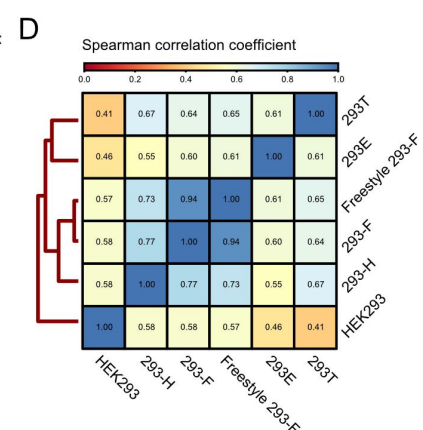 D
Spearman correlation coefficient
0.0 0.2 0.4 0.6 0.8 1.0
0.41 0.67 0.64 0.65 0.61 1.00 293T
0.46 0.55 0.60 0.61 1.00 0.61 293E
0.57 0.73 0.94 1.00 0.61 0.65 Freestyle 293-F
0.58 0.77 1.00 0.94 0.60 0.64 293-F
0.58 1.00 0.77 0.73 0.55 0.67 293-H
1.00 0.58 0.58 0.57 0.46 0.41 HEK293
HEK293 293-H 293-F Freestyle 293-F 293E 293T